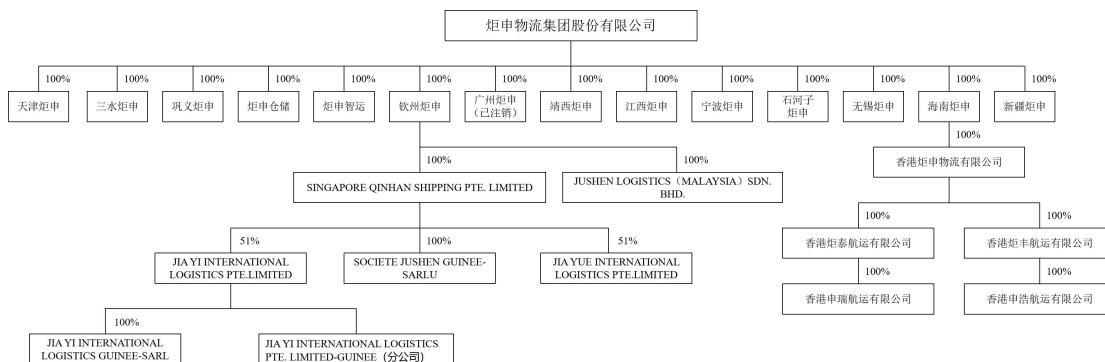 炬申物流集团股份有限公司
100% 100% 100% 100% 100% 100% 100% 100% 100% 100% 100% 100% 100% 100%
天津炬申 三水炬申 巩义炬申 炬申仓储 炬申智运 钦州炬申 广州炬申 靖西炬申 江西炬申 宁波炬申 石河子 无锡炬申 海南炬申 新疆炬申
（已注销） 炬申
100% 100% 100%
SINGAPORE QINHAN SHIPPING PTE. LIMITED
JUSHEN LOGISTICS（MALAYSIA）SDN.
BHD.
香港炬申物流有限公司
100% 100%
51% 100% 51%
香港炬泰航运有限公司 香港炬丰航运有限公司
JIA YI INTERNATIONAL
LOGISTICS PTE.LIMITED
SOCIETE JUSHEN GUINEE-
SARLU
JIA YUE INTERNATIONAL
LOGISTICS PTE.LIMITED
100% 100%
香港申瑞航运有限公司 香港申浩航运有限公司
100%
JIA YI INTERNATIONAL
LOGISTICS GUINEE-SARL
JIA YI INTERNATIONAL LOGISTICS
PTE. LIMITED-GUINEE（分公司）